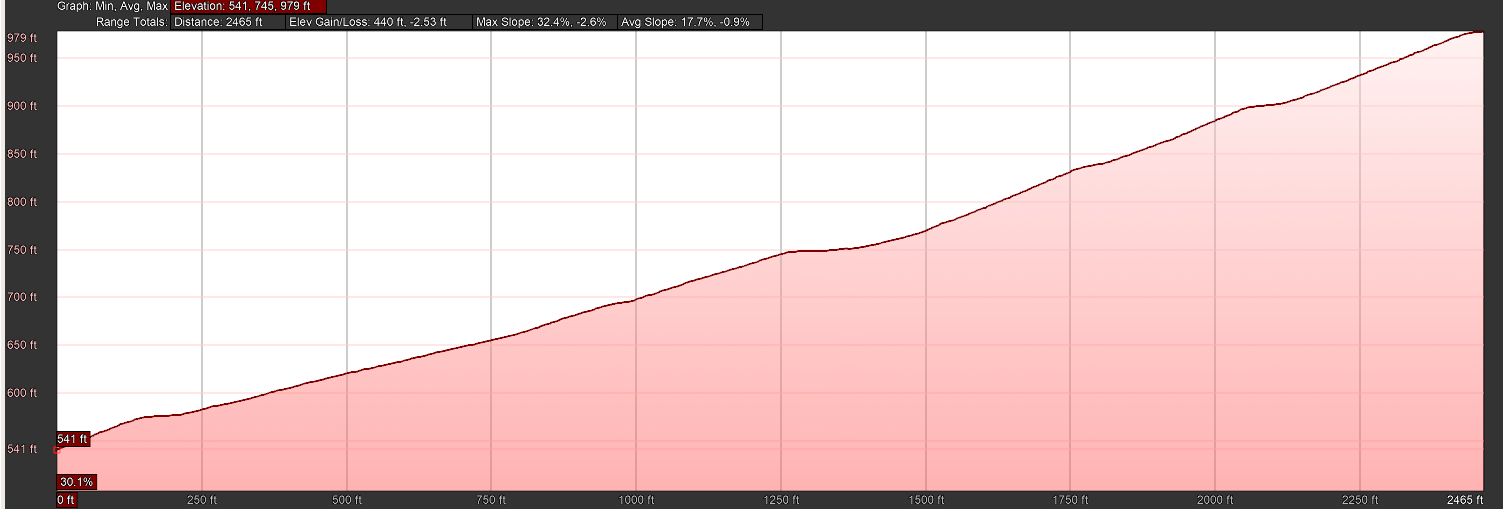 Graph: Min, Avg, Max Elevation: 541, 745, 979 ft
Range Totals: Distance: 2465 ft Elev Gain/Loss: 440 ft, -2.53 ft Max Slope: 32.4%, -2.6% Avg Slope: 17.7%, -0.9%
979 ft
950 ft
900 ft
850 ft
800 ft
750 ft
700 ft
650 ft
600 ft
541 ft
541 ft
30.1%
0 ft 250 ft 500 ft 750 ft 1000 ft 1250 ft 1500 ft 1750 ft 2000 ft 2250 ft 2465 ft